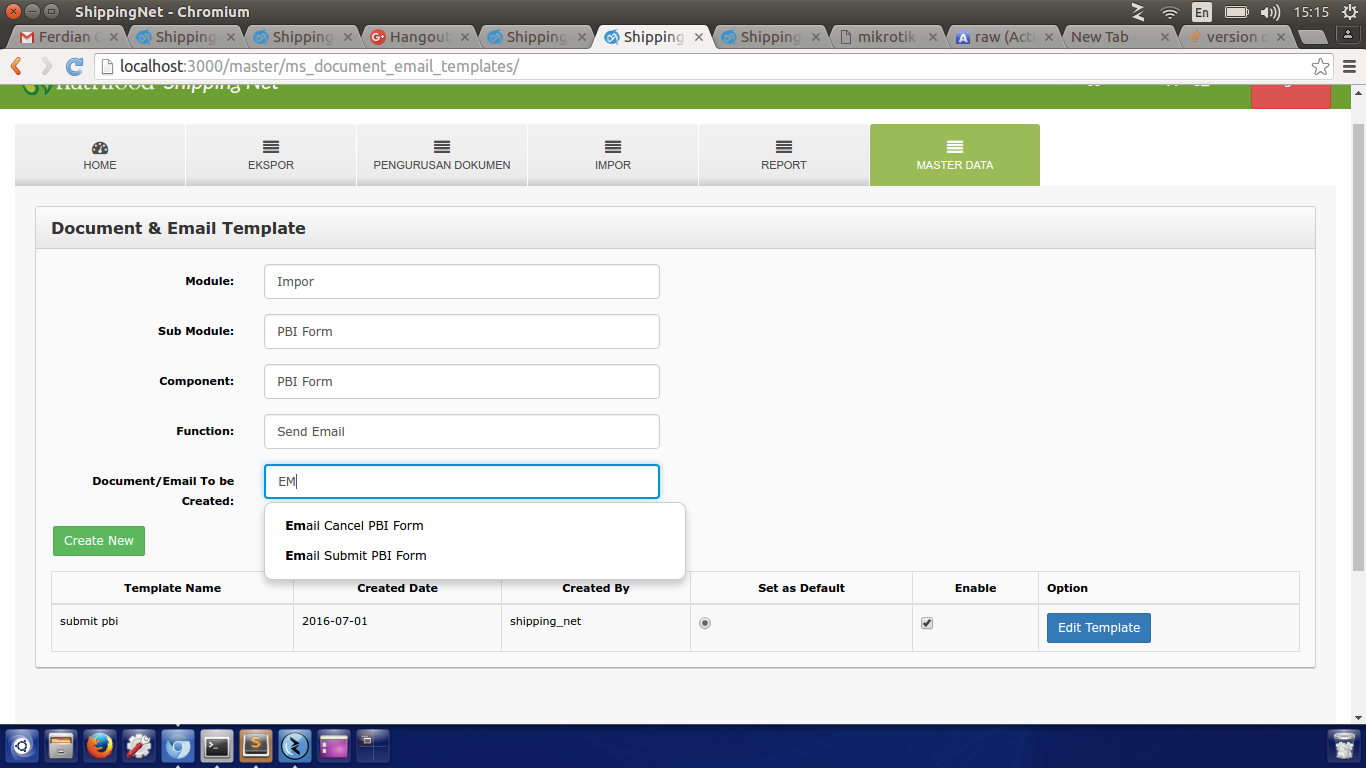 ShippingNet - Chromium
En
15:15
Ferdian
Shipping
Shipping
Hangout
Shipping
Shipping
Shipping
mikrotik
raw (Acti
New Tab
version
localhost:3000/master/ms_document_email_templates/
HOME
EKSPOR
PENGURUSAN DOKUMEN
IMPOR
REPORT
MASTER DATA
Document & Email Template
Module:
Impor
Sub Module:
PBI Form
Component:
PBI Form
Function:
Send Email
Document/Email To be
Created:
EM
Email Cancel PBI Form
Email Submit PBI Form
Create New
Template Name
Created Date
Created By
Set as Default
Enable
Option
submit pbi
2016-07-01
shipping_net
Edit Template